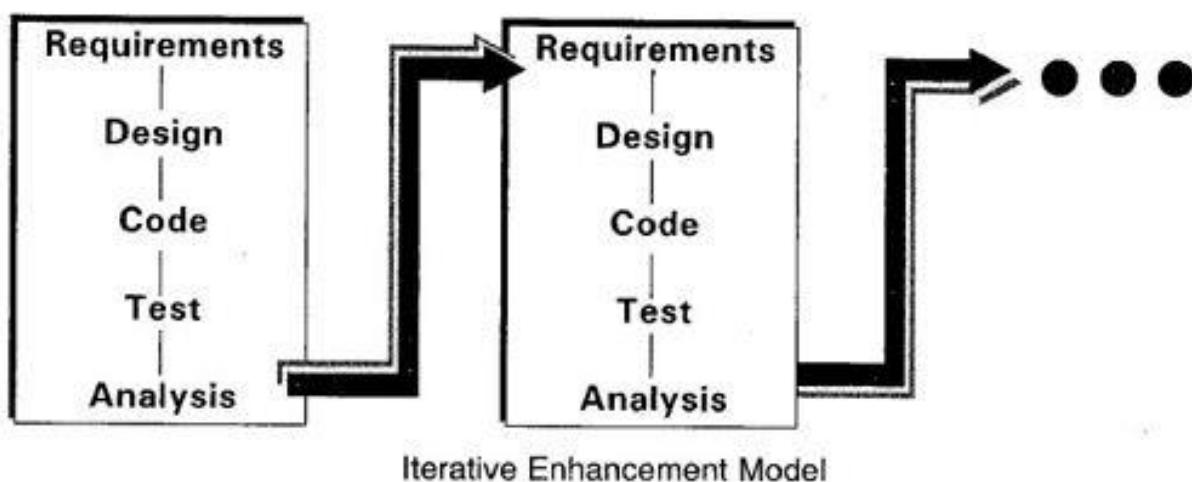 Requirements
Design
Code
Test
Analysis
Requirements
Design
Code
Test
Analysis
Iterative Enhancement Model